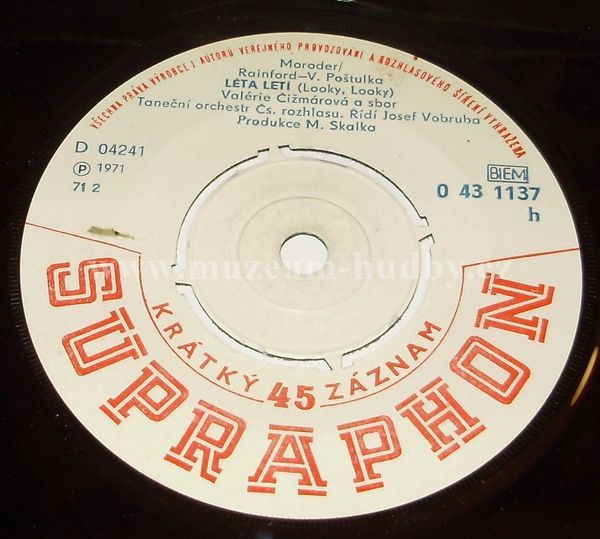 VŠECHNA PRÁVA VÝROBCE I AUTORŮ VEŘEJNÉHO PROVOZOVÁNÍ A ROZHLASOVÉHO ŠÍŘENÍ VYHRAŽENA
Moroder/
Rainford—V. Poštulka
LÉTA LETÍ (Looky, Looky)
Valérie Čižmárová a sbor
Taneční orchestr Čs. rozhlasu. Řídí Josef Vobruba
Produkce M. Skalka
D 04241
Ⓟ 1971
71 2
BIEM
0 43 1137
h
www.muzeum-hudby.cz
KRÁTKÝ 45 ZÁZNAM
SUPRAPHON